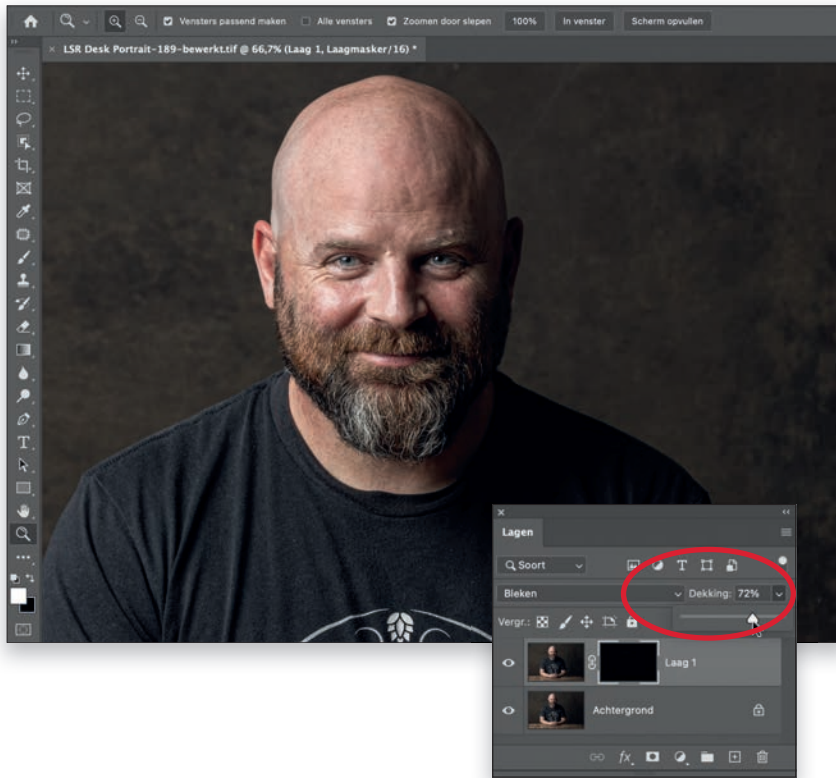 Vensters passend maken Alle vensters Zoomen door slepen 100% In venster Scherm opvullen
× LSR Desk Portrait-189-bewerkt.tif @ 66,7% (Laag 1, Laagmasker/16) *
Lagen
Soort
Bleken Dekking: 72%
Vergr.:
Laag 1
Achtergrond
fx